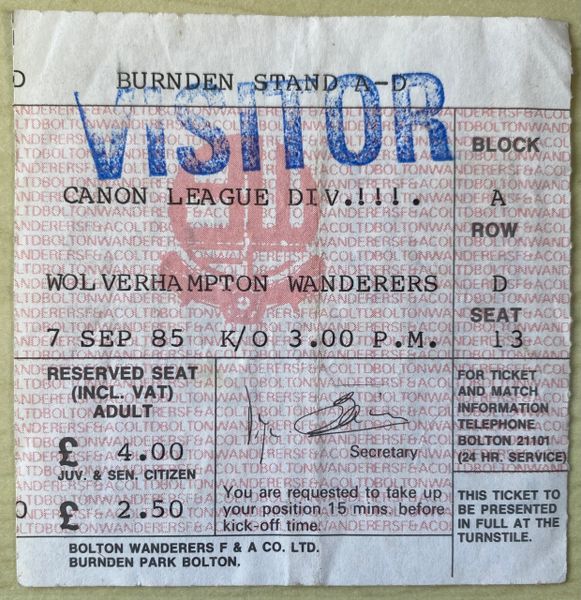 D BURNDEN STAND A-D
VISITOR
BLOCK
CANON LEAGUE DIV.!!!. A
ROW
WOLVERHAMPTON WANDERERS D
SEAT
7 SEP 85 K/O 3.00 P.M. 13
RESERVED SEAT
(INCL. VAT)
ADULT
£ 4.00
JUV. & SEN. CITIZEN
£ 2.50
Secretary
You are requested to take up
your position 15 mins. before
kick-off time.
FOR TICKET
AND MATCH
INFORMATION
TELEPHONE
BOLTON 21101
(24 HR. SERVICE)
THIS TICKET TO
BE PRESENTED
IN FULL AT THE
TURNSTILE.
BOLTON WANDERERS F & A CO. LTD.
BURNDEN PARK BOLTON.